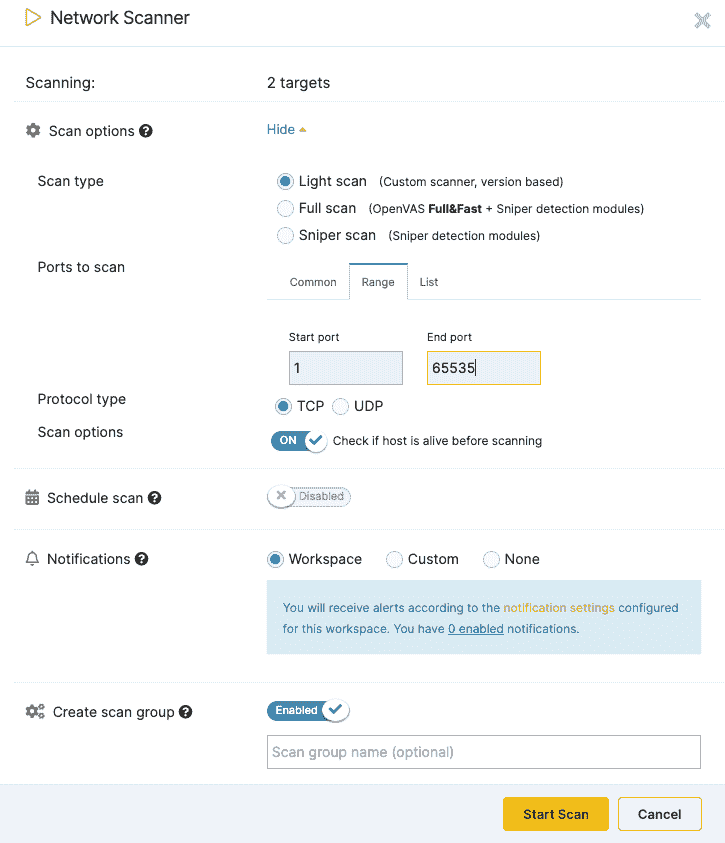 Network Scanner
Scanning: 2 targets
Scan options ? Hide
Scan type
Light scan (Custom scanner, version based)
Full scan (OpenVAS Full&Fast + Sniper detection modules)
Sniper scan (Sniper detection modules)
Ports to scan
Common Range List
Start port End port
1 65535
Protocol type TCP UDP
Scan options ON Check if host is alive before scanning
Schedule scan ? Disabled
Notifications ? Workspace Custom None
You will receive alerts according to the notification settings configured
for this workspace. You have 0 enabled notifications.
Create scan group ? Enabled
Scan group name (optional)
Start Scan Cancel